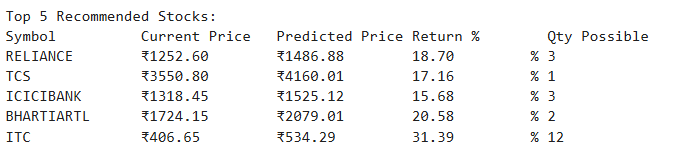 Top 5 Recommended Stocks:
Symbol Current Price Predicted Price Return % Qty Possible
RELIANCE ₹1252.60 ₹1486.88 18.70 % 3
TCS ₹3550.80 ₹4160.01 17.16 % 1
ICICIBANK ₹1318.45 ₹1525.12 15.68 % 3
BHARTIARTL ₹1724.15 ₹2079.01 20.58 % 2
ITC ₹406.65 ₹534.29 31.39 % 12